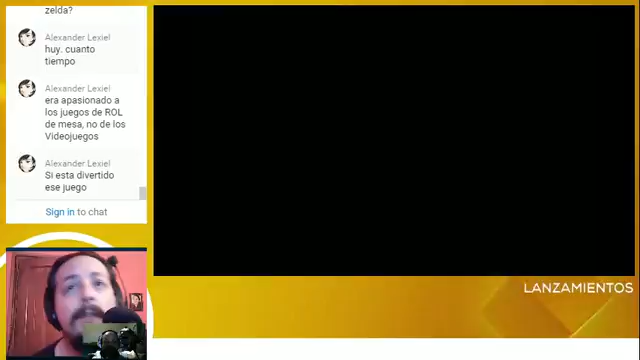 zelda?
Alexander Lexiel
huy. cuanto
tiempo
Alexander Lexiel
era apasionado a
los juegos de ROL
de mesa, no de los
Videojuegos
Alexander Lexiel
Si esta divertido
ese juego
Sign in to chat
LANZAMIENTOS